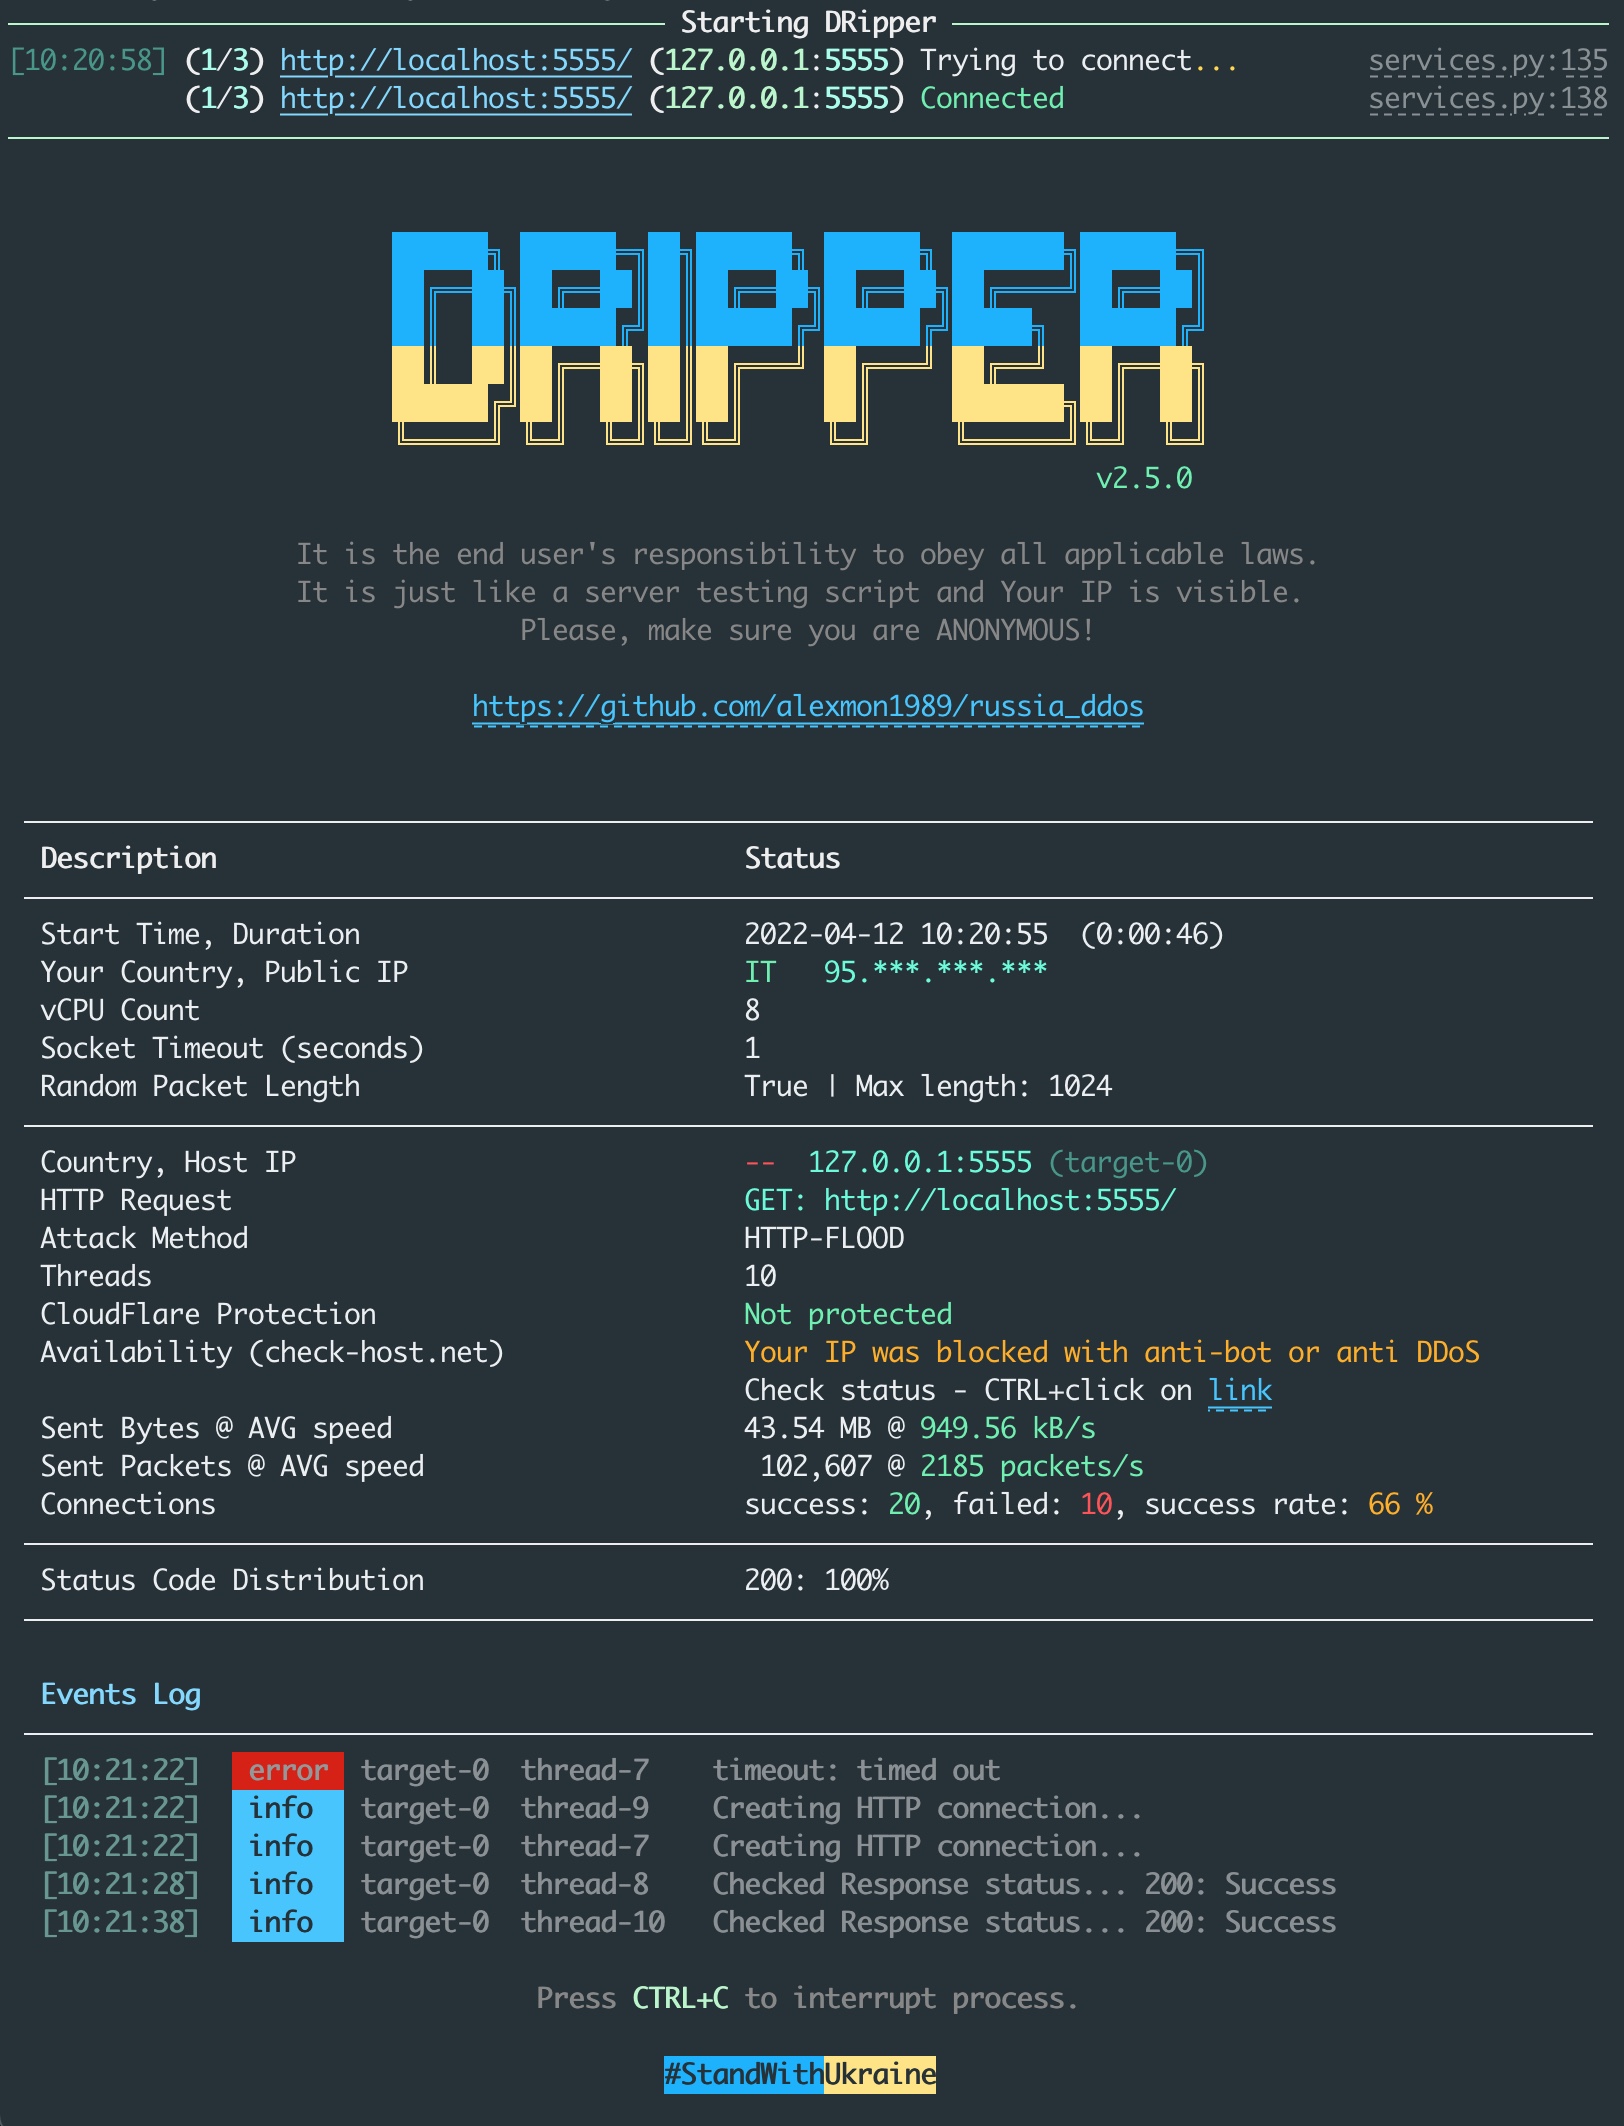 Starting DRipper
[10:20:58] (1/3) http://localhost:5555/ (127.0.0.1:5555) Trying to connect... services.py:135
(1/3) http://localhost:5555/ (127.0.0.1:5555) Connected services.py:138
DRIPPER
v2.5.0
It is the end user's responsibility to obey all applicable laws.
It is just like a server testing script and Your IP is visible.
Please, make sure you are ANONYMOUS!
https://github.com/alexmon1989/russia_ddos
Description Status
Start Time, Duration 2022-04-12 10:20:55 (0:00:46)
Your Country, Public IP IT 95.***.***.***
vCPU Count 8
Socket Timeout (seconds) 1
Random Packet Length True | Max length: 1024
Country, Host IP -- 127.0.0.1:5555 (target-0)
HTTP Request GET: http://localhost:5555/
Attack Method HTTP-FLOOD
Threads 10
CloudFlare Protection Not protected
Availability (check-host.net) Your IP was blocked with anti-bot or anti DDoS
Check status - CTRL+click on link
Sent Bytes @ AVG speed 43.54 MB @ 949.56 kB/s
Sent Packets @ AVG speed 102,607 @ 2185 packets/s
Connections success: 20, failed: 10, success rate: 66 %
Status Code Distribution 200: 100%
Events Log
[10:21:22] error target-0 thread-7 timeout: timed out
[10:21:22] info target-0 thread-9 Creating HTTP connection...
[10:21:22] info target-0 thread-7 Creating HTTP connection...
[10:21:28] info target-0 thread-8 Checked Response status... 200: Success
[10:21:38] info target-0 thread-10 Checked Response status... 200: Success
Press CTRL+C to interrupt process.
#StandWithUkraine